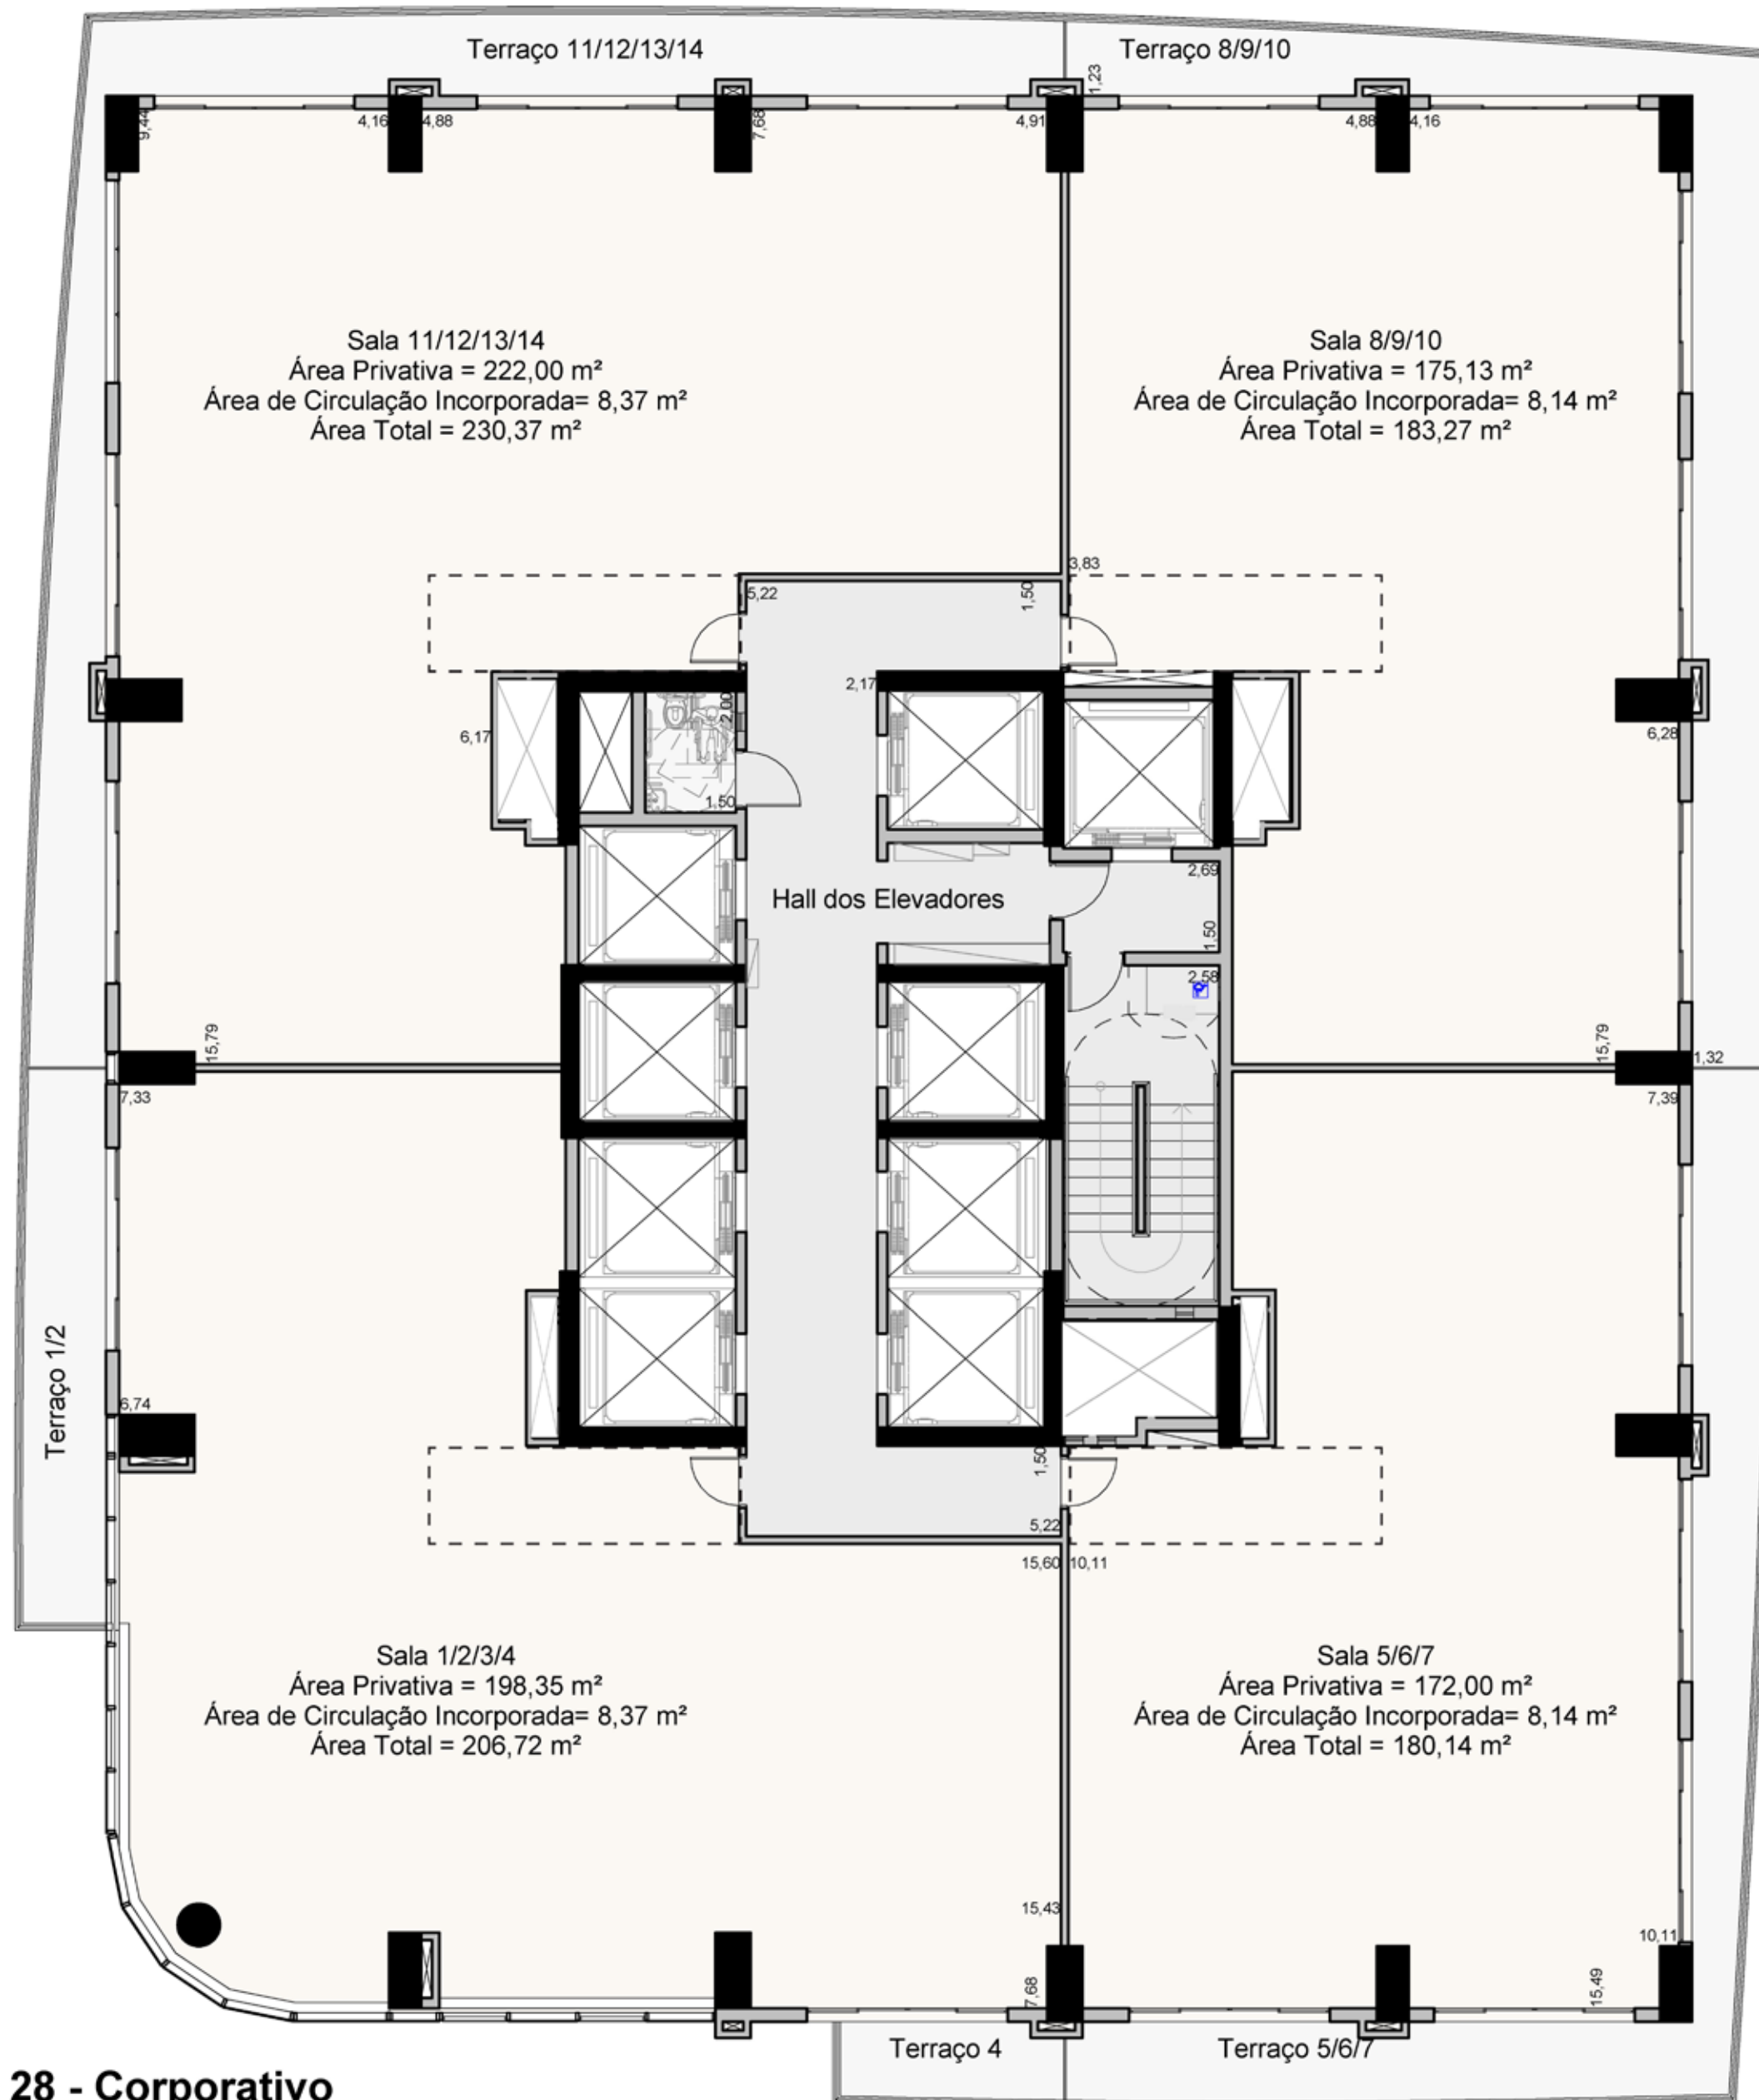 Terraço 11/12/13/14
Terraço 8/9/10
1,23
9,44
4,16
4,88
7,68
4,91
4,88
4,16
Sala 11/12/13/14
Área Privativa = 222,00 m²
Área de Circulação Incorporada= 8,37 m²
Área Total = 230,37 m²
Sala 8/9/10
Área Privativa = 175,13 m²
Área de Circulação Incorporada= 8,14 m²
Área Total = 183,27 m²
3,83
5,22
1,50
2,17
2,00
6,17
6,28
1,50
2,69
Hall dos Elevadores
1,50
2,58
15,79
15,79
1,32
7,33
7,39
Terraço 1/2
6,74
1,50
5,22
15,60
10,11
Sala 1/2/3/4
Área Privativa = 198,35 m²
Área de Circulação Incorporada= 8,37 m²
Área Total = 206,72 m²
Sala 5/6/7
Área Privativa = 172,00 m²
Área de Circulação Incorporada= 8,14 m²
Área Total = 180,14 m²
15,43
10,11
7,68
15,49
Terraço 4
Terraço 5/6/7
28 - Corporativo